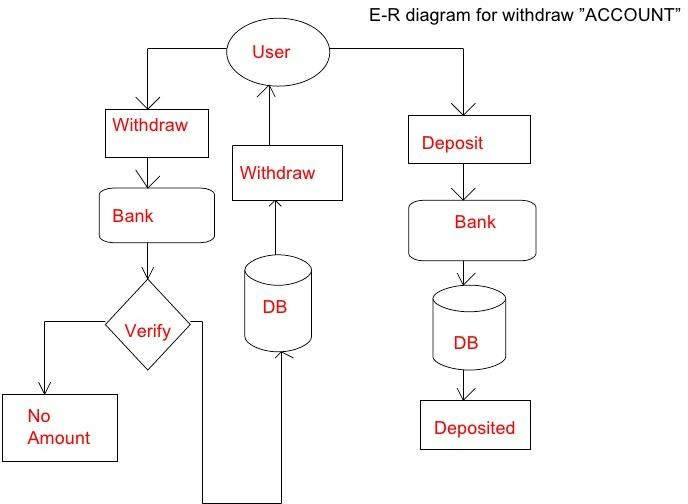 E-R diagram for withdraw ”ACCOUNT”
User
Withdraw
Deposit
Withdraw
Bank
Bank
DB
Verify
DB
No
Amount
Deposited